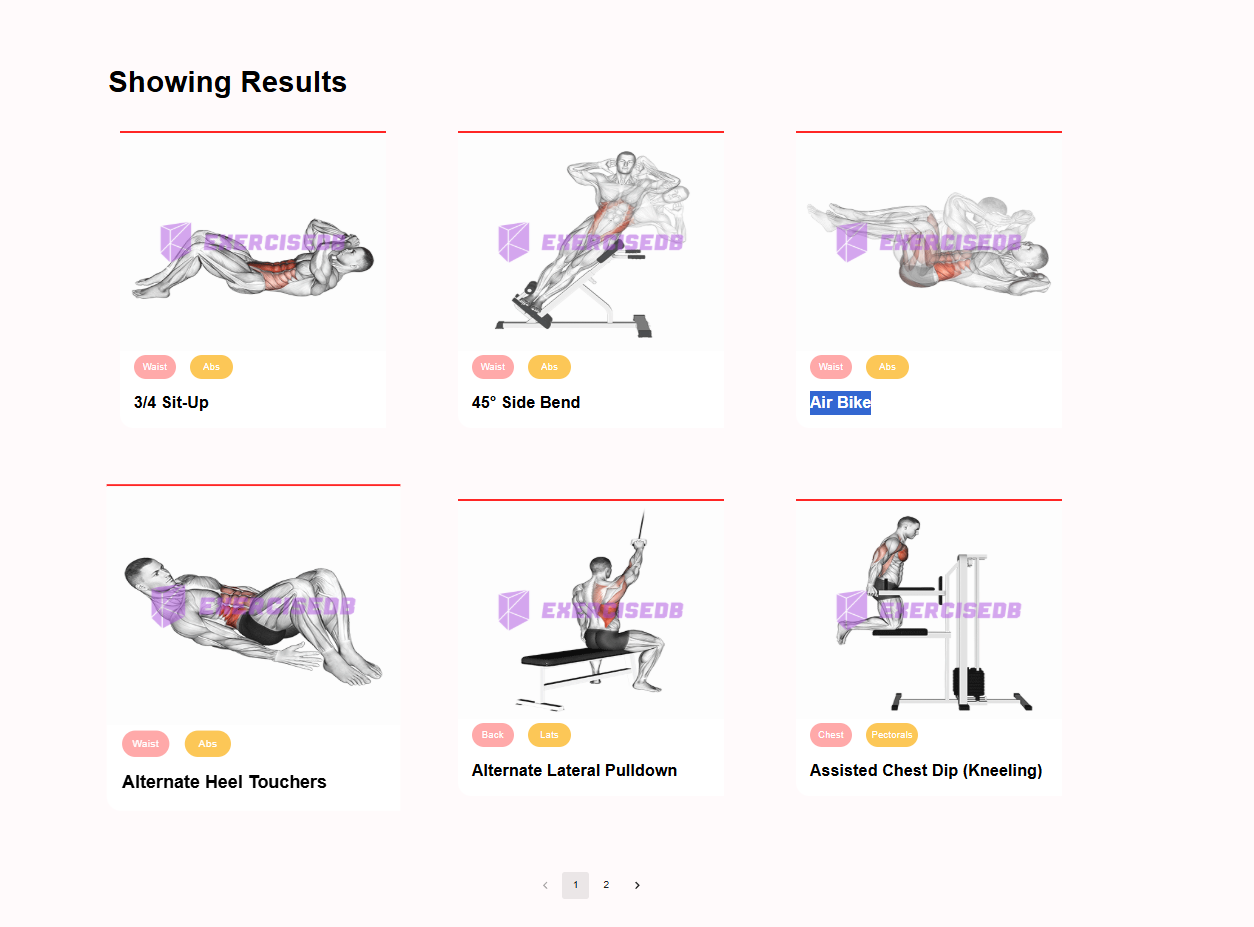 Showing Results
EXERCISEDB
EXERCISEDB
EXERCISEDB
Waist Abs
Waist Abs
Waist Abs
3/4 Sit-Up
45° Side Bend
Air Bike
EXERCISEDB
EXERCISEDB
EXERCISEDB
Waist Abs
Back Lats
Chest Pectorals
Alternate Heel Touchers
Alternate Lateral Pulldown
Assisted Chest Dip (Kneeling)
‹ 1 2 ›